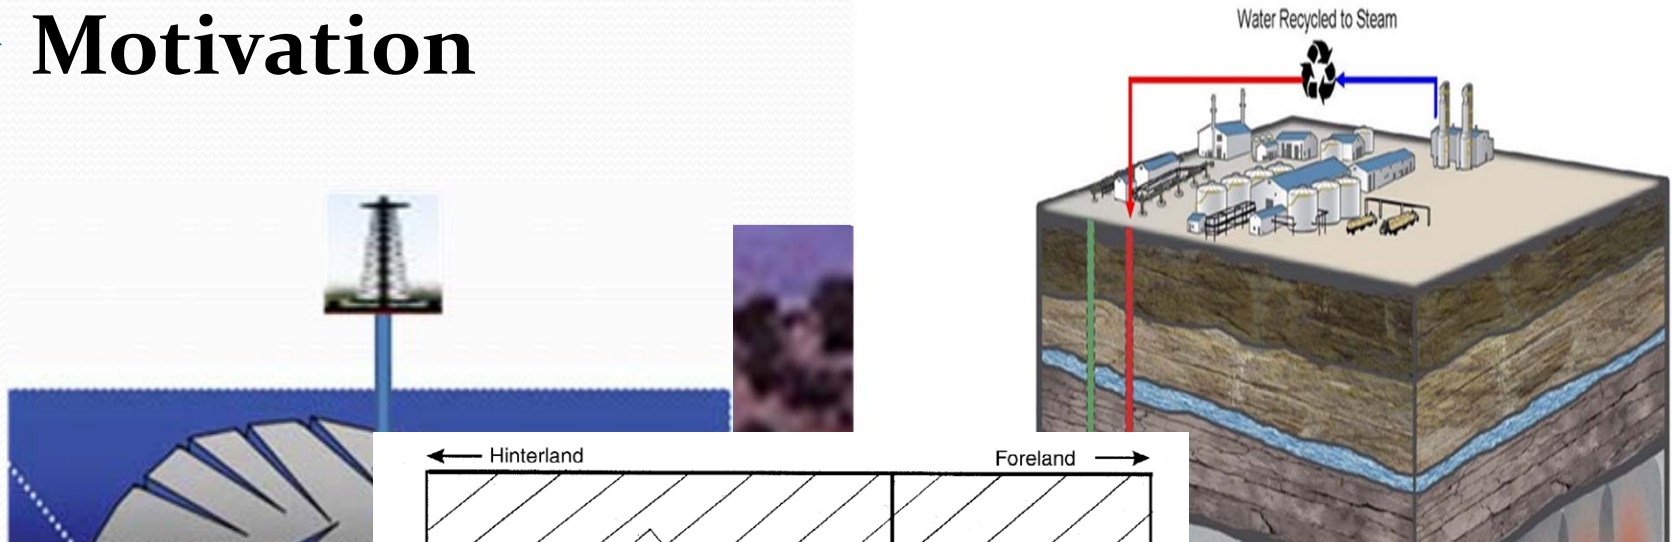 Motivation
Water Recycled to Steam
Hinterland
Foreland